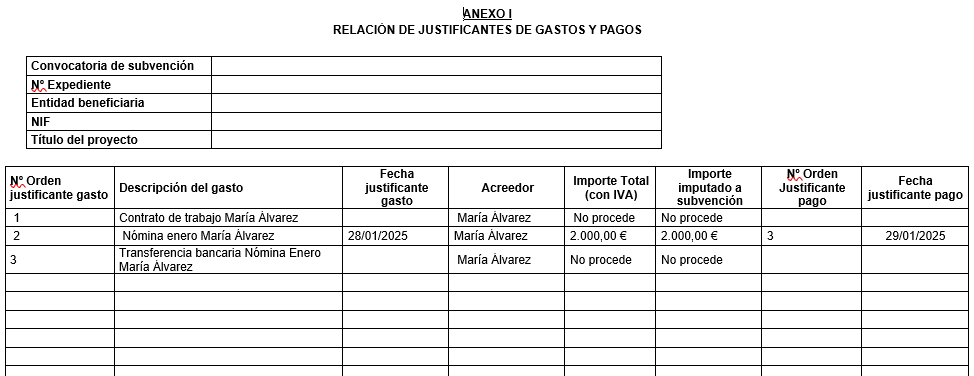 ANEXO I
RELACIÓN DE JUSTIFICANTES DE GASTOS Y PAGOS
Convocatoria de subvención
Nº Expediente
Entidad beneficiaria
NIF
Título del proyecto
Nº Orden justificante gasto | Descripción del gasto | Fecha justificante gasto | Acreedor | Importe Total (con IVA) | Importe imputado a subvención | Nº Orden Justificante pago | Fecha justificante pago
1 Contrato de trabajo María Álvarez María Álvarez No procede No procede
2 Nómina enero María Álvarez 28/01/2025 María Álvarez 2.000,00 € 2.000,00 € 3 29/01/2025
3 Transferencia bancaria Nómina Enero María Álvarez María Álvarez No procede No procede